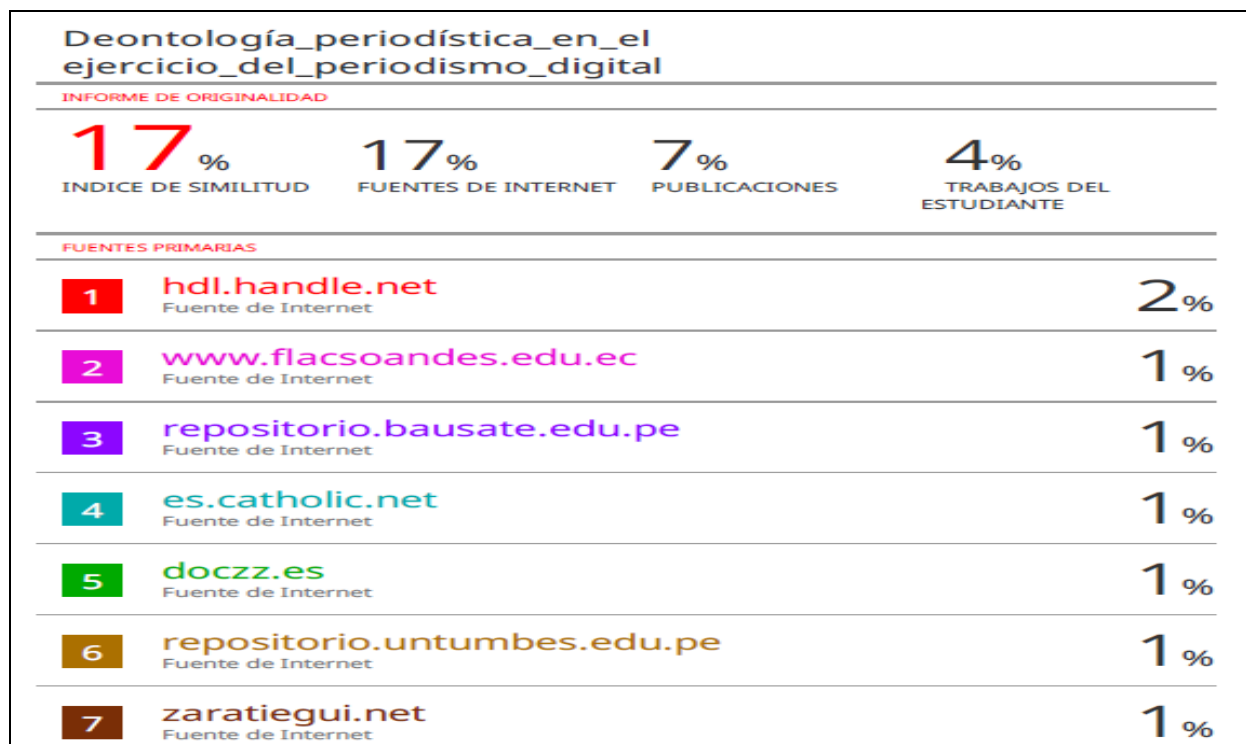 Deontología_periodística_en_el
ejercicio_del_periodismo_digital
INFORME DE ORIGINALIDAD
17% 17% 7% 4%
INDICE DE SIMILITUD FUENTES DE INTERNET PUBLICACIONES TRABAJOS DEL
ESTUDIANTE
FUENTES PRIMARIAS
1 hdl.handle.net 2%
Fuente de Internet
2 www.flacsoandes.edu.ec 1%
Fuente de Internet
3 repositorio.bausate.edu.pe 1%
Fuente de Internet
4 es.catholic.net 1%
Fuente de Internet
5 doczz.es 1%
Fuente de Internet
6 repositorio.untumbes.edu.pe 1%
Fuente de Internet
7 zaratiegui.net 1%
Fuente de Internet